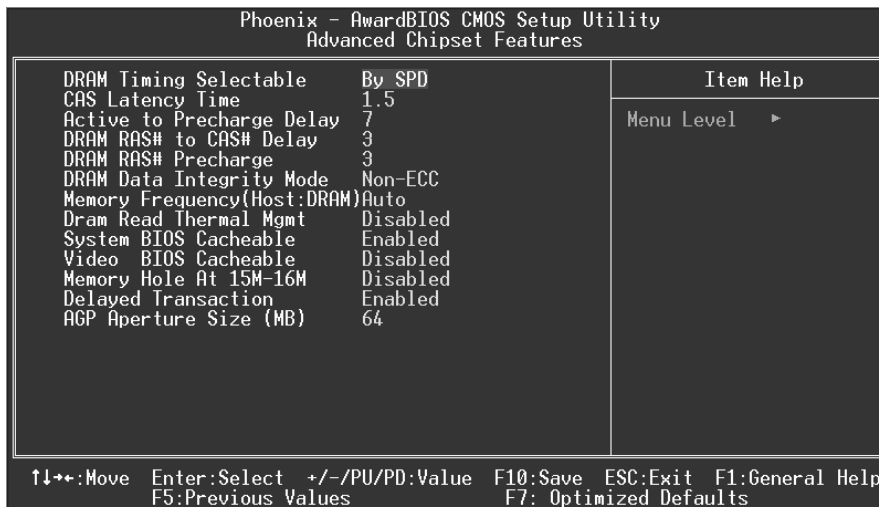 Phoenix - AwardBIOS CMOS Setup Utility
Advanced Chipset Features
DRAM Timing Selectable By SPD
CAS Latency Time 1.5
Active to Precharge Delay 7
DRAM RAS# to CAS# Delay 3
DRAM RAS# Precharge 3
DRAM Data Integrity Mode Non-ECC
Memory Frequency(Host:DRAM)Auto
Dram Read Thermal Mgmt Disabled
System BIOS Cacheable Enabled
Video BIOS Cacheable Disabled
Memory Hole At 15M-16M Disabled
Delayed Transaction Enabled
AGP Aperture Size (MB) 64
Item Help
Menu Level ►
↑↓→←:Move Enter:Select +/-/PU/PD:Value F10:Save ESC:Exit F1:General Help
F5:Previous Values F7: Optimized Defaults